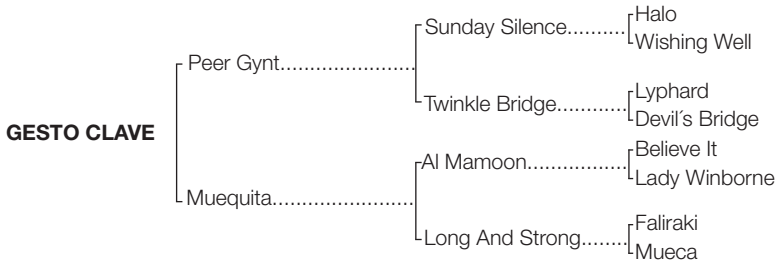 Sunday Silence.......... Halo
Wishing Well
Peer Gynt.......................
Twinkle Bridge............ Lyphard
Devil´s Bridge
GESTO CLAVE
Al Mamoon................. Believe It
Lady Winborne
Muequita........................
Long And Strong........ Faliraki
Mueca